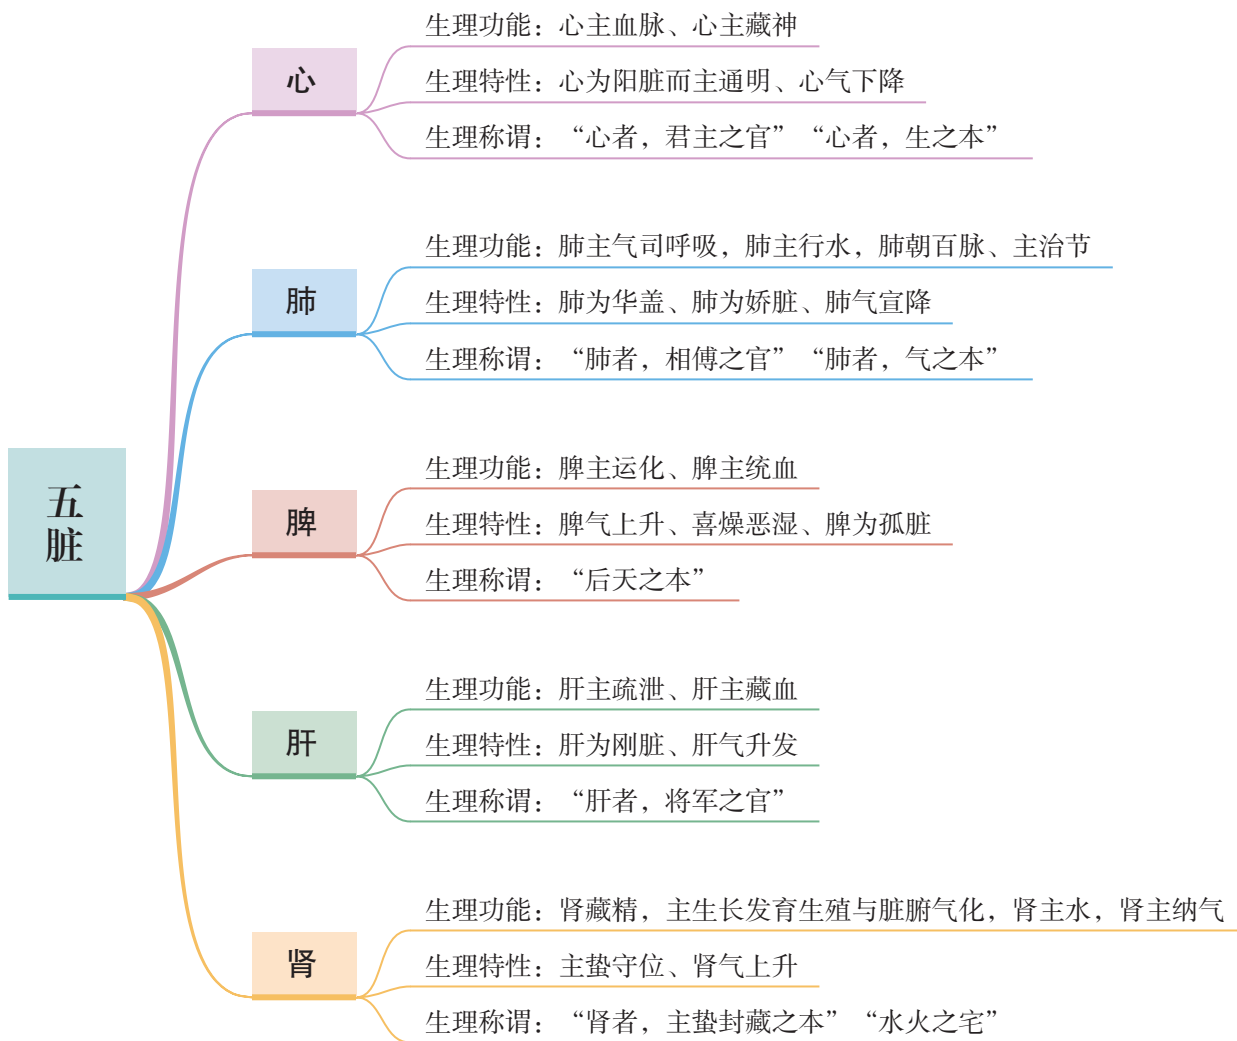 五
脏
心
生理功能：心主血脉、心主藏神
生理特性：心为阳脏而主通明、心气下降
生理称谓：“心者，君主之官”“心者，生之本”
肺
生理功能：肺主气司呼吸，肺主行水，肺朝百脉、主治节
生理特性：肺为华盖、肺为娇脏、肺气宣降
生理称谓：“肺者，相傅之官”“肺者，气之本”
脾
生理功能：脾主运化、脾主统血
生理特性：脾气上升、喜燥恶湿、脾为孤脏
生理称谓：“后天之本”
肝
生理功能：肝主疏泄、肝主藏血
生理特性：肝为刚脏、肝气升发
生理称谓：“肝者，将军之官”
肾
生理功能：肾藏精，主生长发育生殖与脏腑气化，肾主水，肾主纳气
生理特性：主蛰守位、肾气上升
生理称谓：“肾者，主蛰封藏之本”“水火之宅”